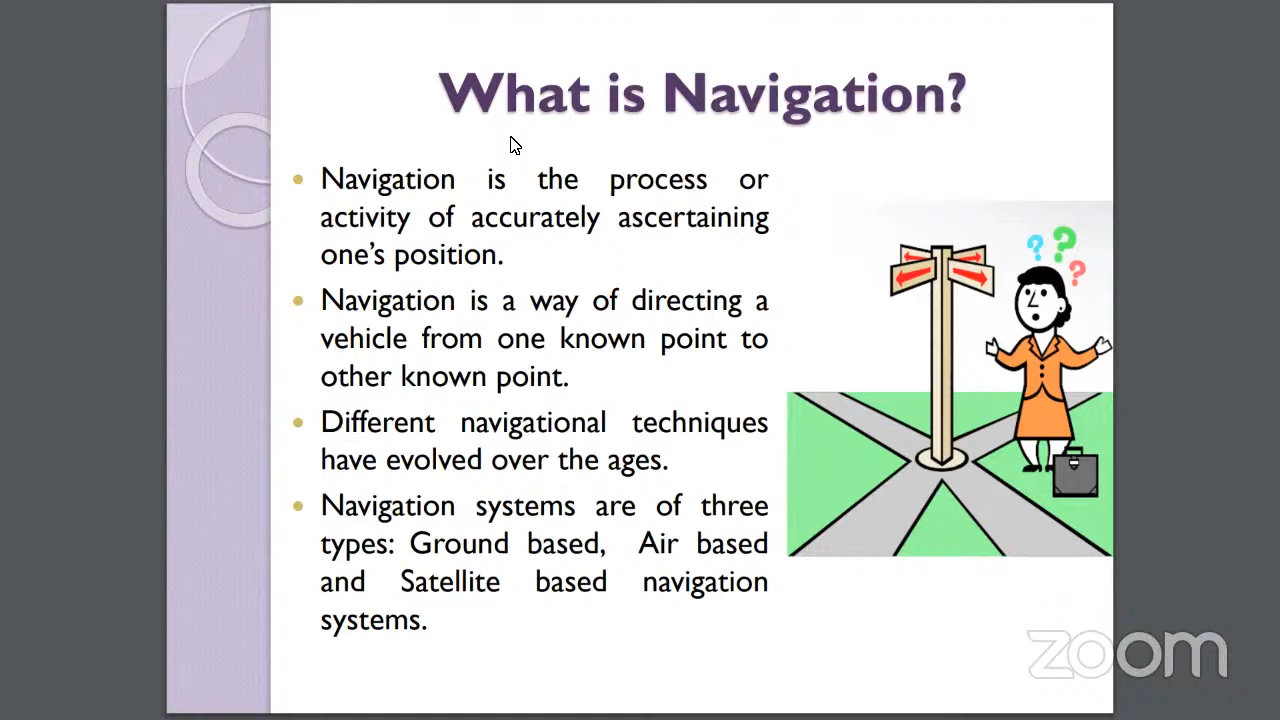 What is Navigation?
• Navigation is the process or
activity of accurately ascertaining
one's position.
• Navigation is a way of directing a
vehicle from one known point to
other known point.
• Different navigational techniques
have evolved over the ages.
• Navigation systems are of three
types: Ground based, Air based
and Satellite based navigation
systems.
? ? ?
zoom